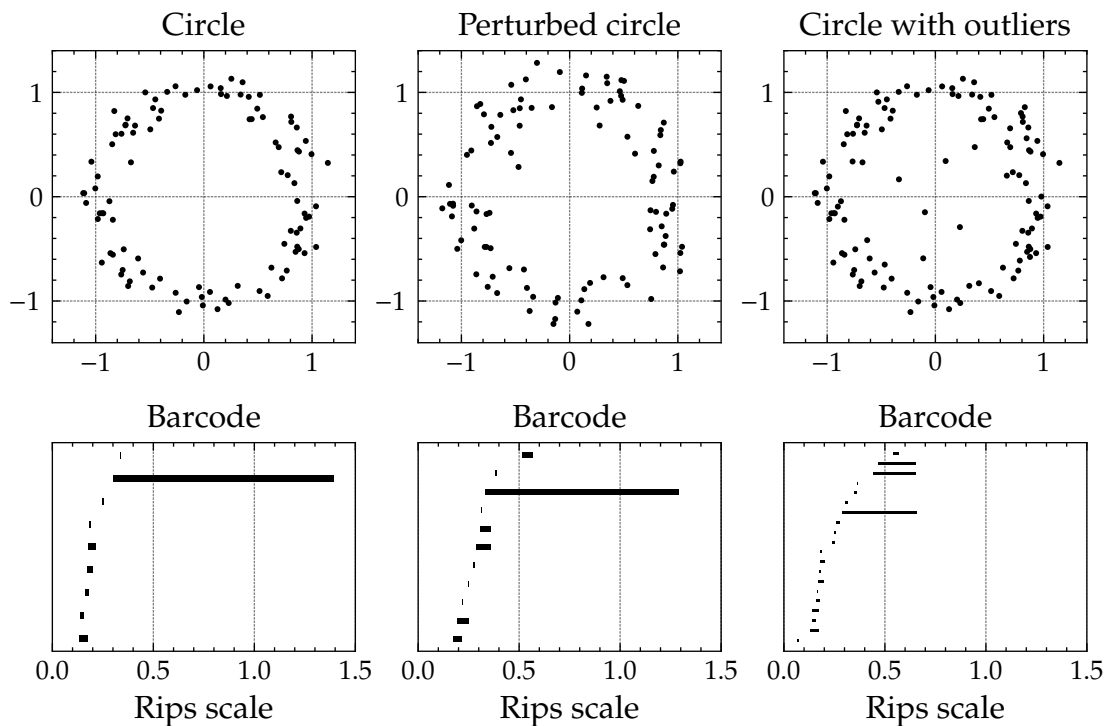 Circle Perturbed circle Circle with outliers
1 1 1
0 0 0
−1 −1 −1
−1 0 1 −1 0 1 −1 0 1
Barcode Barcode Barcode
0.0 0.5 1.0 1.5 0.0 0.5 1.0 1.5 0.0 0.5 1.0 1.5
Rips scale Rips scale Rips scale